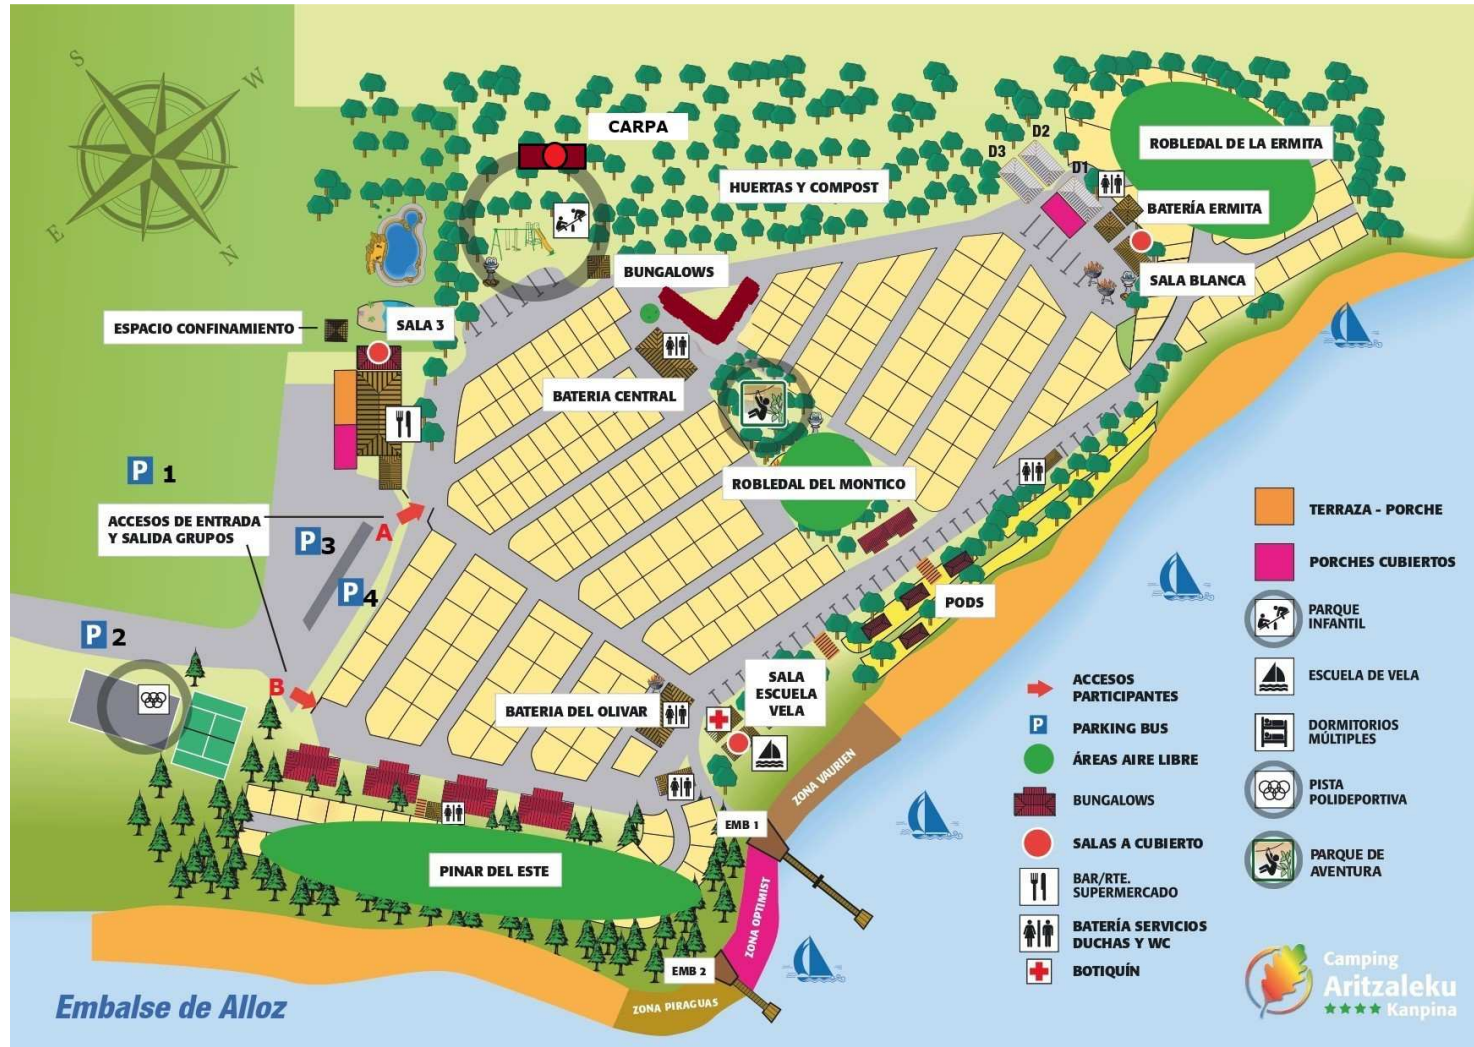 S
W
E
N
CARPA
D2
D3
D1
ROBLEDAL DE LA ERMITA
HUERTAS Y COMPOST
BATERÍA ERMITA
BUNGALOWS
SALA BLANCA
ESPACIO CONFINAMIENTO
SALA 3
BATERIA CENTRAL
P 1
ROBLEDAL DEL MONTICO
ACCESOS DE ENTRADA
Y SALIDA GRUPOS
A
P3
P4
P 2
B
PODS
SALA
ESCUELA
VELA
BATERIA DEL OLIVAR
ZONA VAURIEN
EMB 1
PINAR DEL ESTE
ZONA OPTIMIST
EMB 2
ZONA PIRAGUAS
Embalse de Alloz
ACCESOS
PARTICIPANTES
P
PARKING BUS
ÁREAS AIRE LIBRE
BUNGALOWS
SALAS A CUBIERTO
BAR/RTE.
SUPERMERCADO
BATERÍA SERVICIOS
DUCHAS Y WC
BOTIQUÍN
TERRAZA - PORCHE
PORCHES CUBIERTOS
PARQUE
INFANTIL
ESCUELA DE VELA
DORMITORIOS
MÚLTIPLES
PISTA
POLIDEPORTIVA
PARQUE DE
AVENTURA
Camping
Aritzaleku
Kanpina